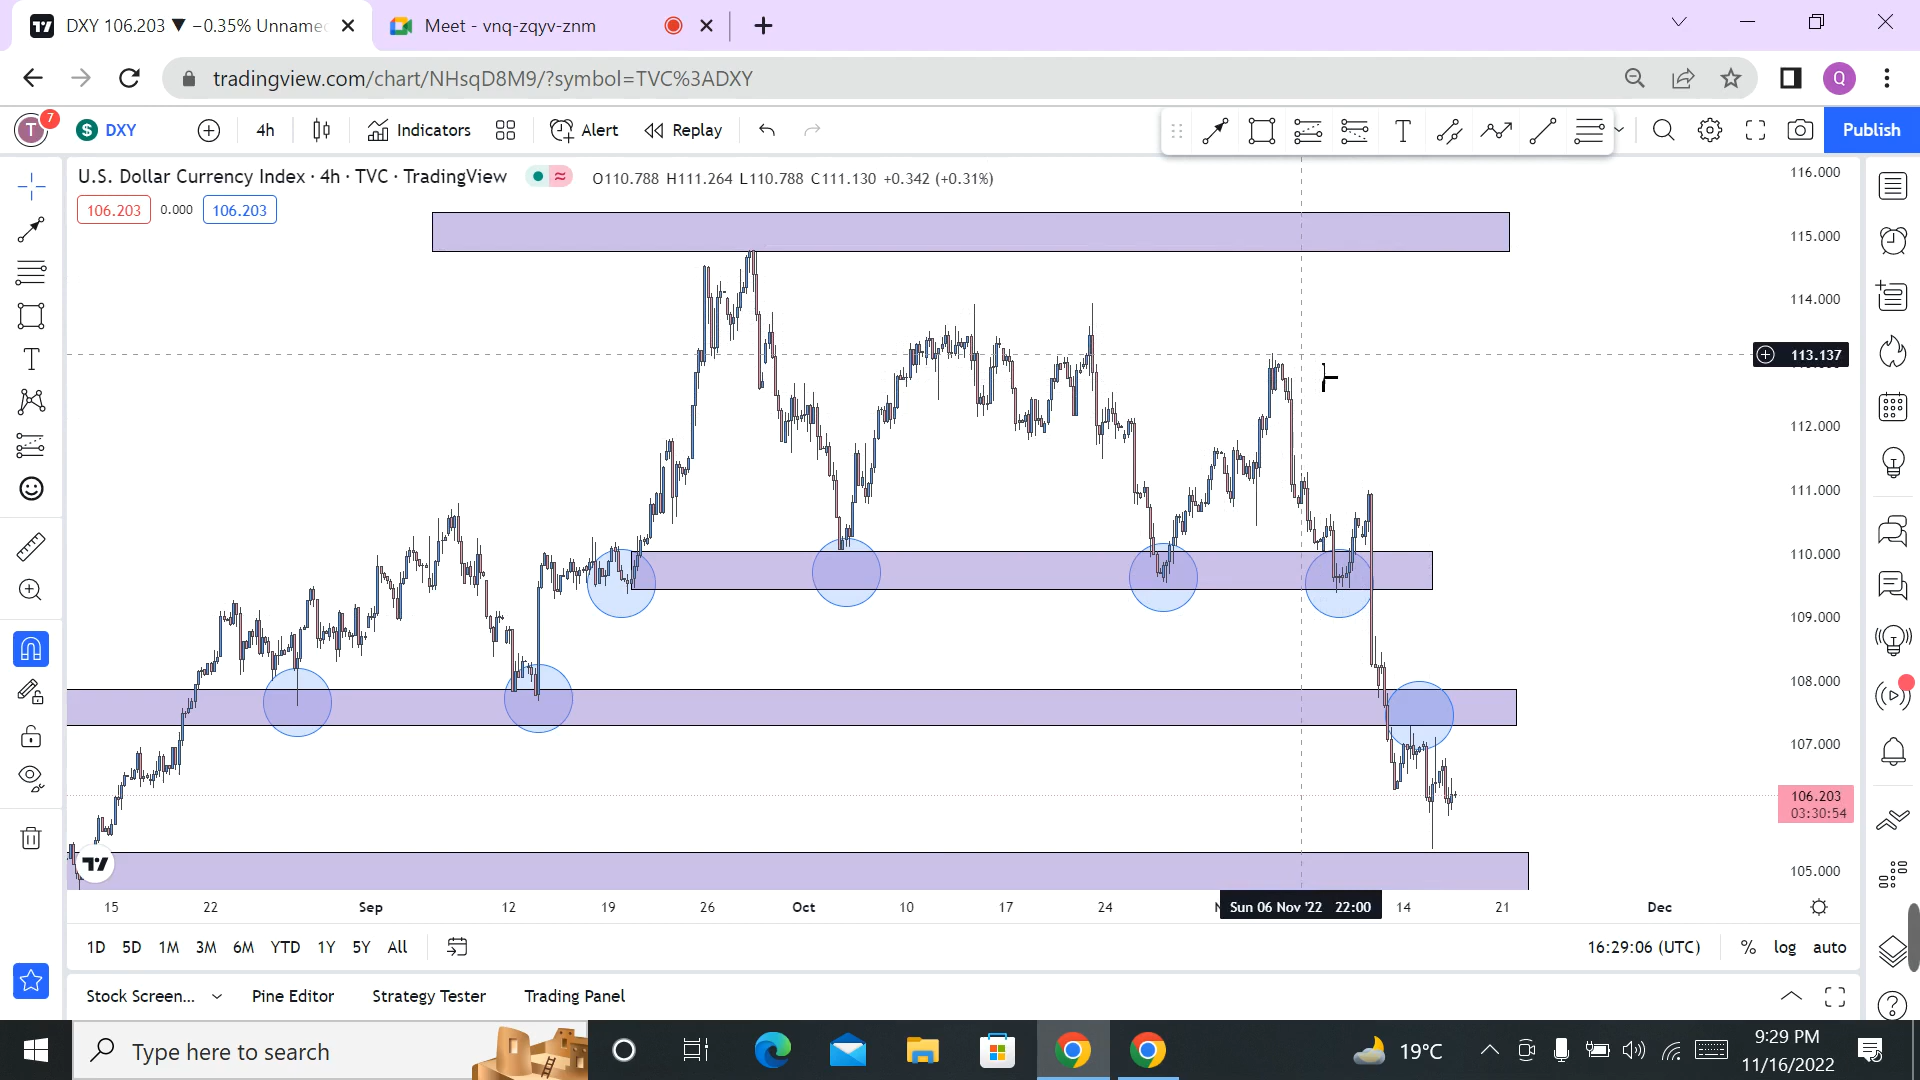 DXY 106.203 ▼ −0.35% Unname
Meet - vnq-zqyv-znm
tradingview.com/chart/NHsqD8M9/?symbol=TVC%3ADXY
Q
T
7
$
DXY
4h
Indicators
Alert
Replay
Publish
U.S. Dollar Currency Index · 4h · TVC · TradingView
O110.788 H111.264 L110.788 C111.130 +0.342 (+0.31%)
106.203
0.000
106.203
116.000
115.000
114.000
113.137
112.000
111.000
110.000
109.000
108.000
107.000
106.203
03:30:54
105.000
15
22
Sep
12
19
26
Oct
10
17
24
Sun 06 Nov '22 22:00
14
21
Dec
1D
5D
1M
3M
6M
YTD
1Y
5Y
All
16:29:06 (UTC)
%
log
auto
Stock Screen...
Pine Editor
Strategy Tester
Trading Panel
Type here to search
19°C
9:29 PM
11/16/2022